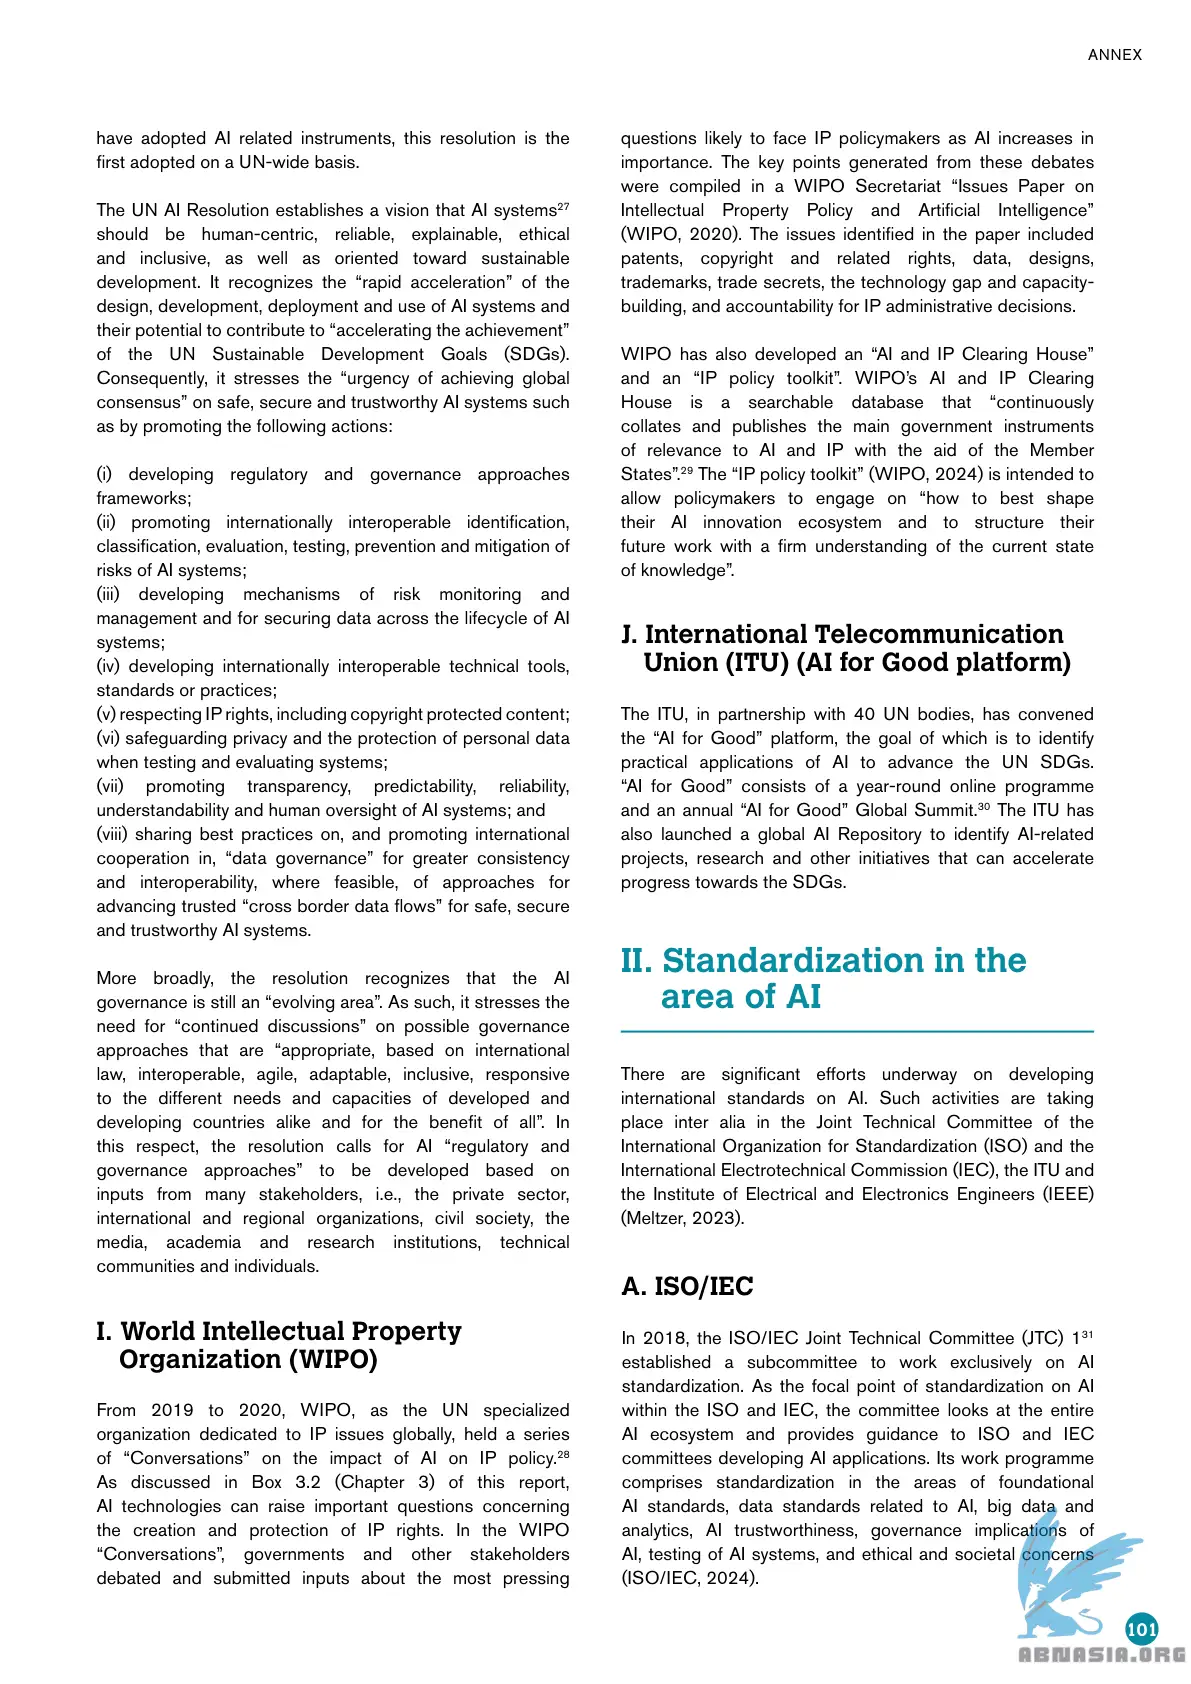 ANNEX
have adopted AI related instruments, this resolution is the
first adopted on a UN-wide basis.
The UN AI Resolution establishes a vision that AI systems²⁷
should be human-centric, reliable, explainable, ethical
and inclusive, as well as oriented toward sustainable
development. It recognizes the “rapid acceleration” of the
design, development, deployment and use of AI systems and
their potential to contribute to “accelerating the achievement”
of the UN Sustainable Development Goals (SDGs).
Consequently, it stresses the “urgency of achieving global
consensus” on safe, secure and trustworthy AI systems such
as by promoting the following actions:
(i) developing regulatory and governance approaches
frameworks;
(ii) promoting internationally interoperable identification,
classification, evaluation, testing, prevention and mitigation of
risks of AI systems;
(iii) developing mechanisms of risk monitoring and
management and for securing data across the lifecycle of AI
systems;
(iv) developing internationally interoperable technical tools,
standards or practices;
(v) respecting IP rights, including copyright protected content;
(vi) safeguarding privacy and the protection of personal data
when testing and evaluating systems;
(vii) promoting transparency, predictability, reliability,
understandability and human oversight of AI systems; and
(viii) sharing best practices on, and promoting international
cooperation in, “data governance” for greater consistency
and interoperability, where feasible, of approaches for
advancing trusted “cross border data flows” for safe, secure
and trustworthy AI systems.
More broadly, the resolution recognizes that the AI
governance is still an “evolving area”. As such, it stresses the
need for “continued discussions” on possible governance
approaches that are “appropriate, based on international
law, interoperable, agile, adaptable, inclusive, responsive
to the different needs and capacities of developed and
developing countries alike and for the benefit of all”. In
this respect, the resolution calls for AI “regulatory and
governance approaches” to be developed based on
inputs from many stakeholders, i.e., the private sector,
international and regional organizations, civil society, the
media, academia and research institutions, technical
communities and individuals.
I. World Intellectual Property
Organization (WIPO)
From 2019 to 2020, WIPO, as the UN specialized
organization dedicated to IP issues globally, held a series
of “Conversations” on the impact of AI on IP policy.²⁸
As discussed in Box 3.2 (Chapter 3) of this report,
AI technologies can raise important questions concerning
the creation and protection of IP rights. In the WIPO
“Conversations”, governments and other stakeholders
debated and submitted inputs about the most pressing
questions likely to face IP policymakers as AI increases in
importance. The key points generated from these debates
were compiled in a WIPO Secretariat “Issues Paper on
Intellectual Property Policy and Artificial Intelligence”
(WIPO, 2020). The issues identified in the paper included
patents, copyright and related rights, data, designs,
trademarks, trade secrets, the technology gap and capacity-
building, and accountability for IP administrative decisions.
WIPO has also developed an “AI and IP Clearing House”
and an “IP policy toolkit”. WIPO’s AI and IP Clearing
House is a searchable database that “continuously
collates and publishes the main government instruments
of relevance to AI and IP with the aid of the Member
States”.²⁹ The “IP policy toolkit” (WIPO, 2024) is intended to
allow policymakers to engage on “how to best shape
their AI innovation ecosystem and to structure their
future work with a firm understanding of the current state
of knowledge”.
J. International Telecommunication
Union (ITU) (AI for Good platform)
The ITU, in partnership with 40 UN bodies, has convened
the “AI for Good” platform, the goal of which is to identify
practical applications of AI to advance the UN SDGs.
“AI for Good” consists of a year-round online programme
and an annual “AI for Good” Global Summit.³⁰ The ITU has
also launched a global AI Repository to identify AI-related
projects, research and other initiatives that can accelerate
progress towards the SDGs.
II. Standardization in the
area of AI
There are significant efforts underway on developing
international standards on AI. Such activities are taking
place inter alia in the Joint Technical Committee of the
International Organization for Standardization (ISO) and the
International Electrotechnical Commission (IEC), the ITU and
the Institute of Electrical and Electronics Engineers (IEEE)
(Meltzer, 2023).
A. ISO/IEC
In 2018, the ISO/IEC Joint Technical Committee (JTC) 1³¹
established a subcommittee to work exclusively on AI
standardization. As the focal point of standardization on AI
within the ISO and IEC, the committee looks at the entire
AI ecosystem and provides guidance to ISO and IEC
committees developing AI applications. Its work programme
comprises standardization in the areas of foundational
AI standards, data standards related to AI, big data and
analytics, AI trustworthiness, governance implications of
AI, testing of AI systems, and ethical and societal concerns
(ISO/IEC, 2024).
101
ABNASIA.ORG